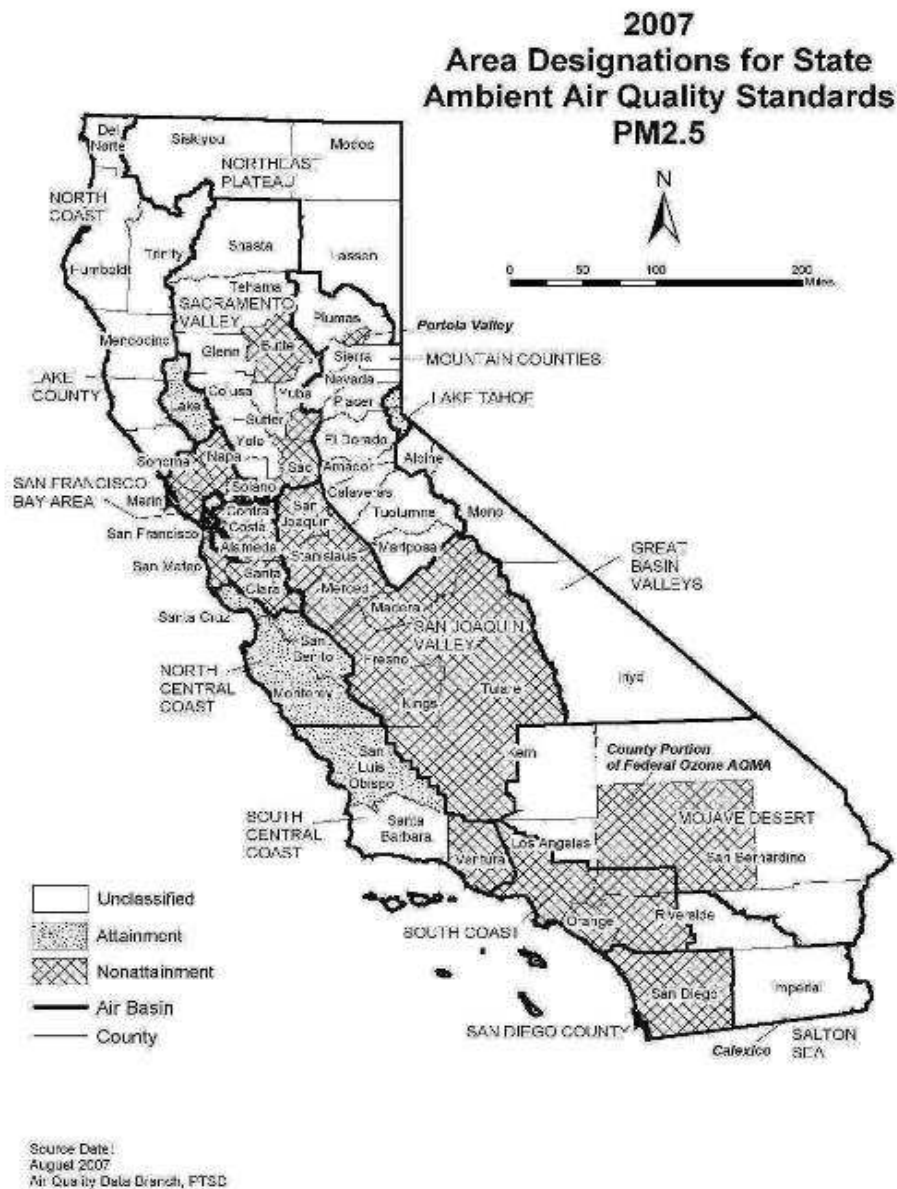 2007
Area Designations for State
Ambient Air Quality Standards
PM2.5
N
0 50 100 200
Miles
Del
Norte
Siskiyou
Modoc
NORTHEAST
PLATEAU
NORTH
COAST
Shasta
Lassen
Trinity
Humboldt
Tehama
SACRAMENTO
VALLEY
Plumas
Portola Valley
Mendocino
Glenn
Butte
Sierra
MOUNTAIN COUNTIES
Nevada
LAKE
COUNTY
Lake
Colusa
Yuba
Placer
LAKE TAHOE
Sutter
Yolo
El Dorado
Alpine
Sonoma
Napa
Sac
Amador
SAN FRANCISCO
BAY AREA
Solano
Calaveras
Marin
Contra
Costa
San
Joaquin
Tuolumne
Mono
San Francisco
Alameda
Stanislaus
Mariposa
GREAT
BASIN
VALLEYS
San Mateo
Santa
Clara
Merced
Madera
Santa Cruz
SAN JOAQUIN
VALLEY
San
Benito
Fresno
NORTH
CENTRAL
COAST
Monterey
Kings
Tulare
Inyo
Kern
County Portion
of Federal Ozone AQMA
San
Luis
Obispo
SOUTH
CENTRAL
COAST
Santa
Barbara
MOJAVE DESERT
Ventura
Los Angeles
San Bernardino
Unclassified
Attainment
Nonattainment
Air Basin
County
SOUTH COAST
Orange
Riverside
San Diego
Imperial
SAN DIEGO COUNTY
Calexico
SALTON
SEA
Source Date:
August 2007
Air Quality Data Branch, PTSD